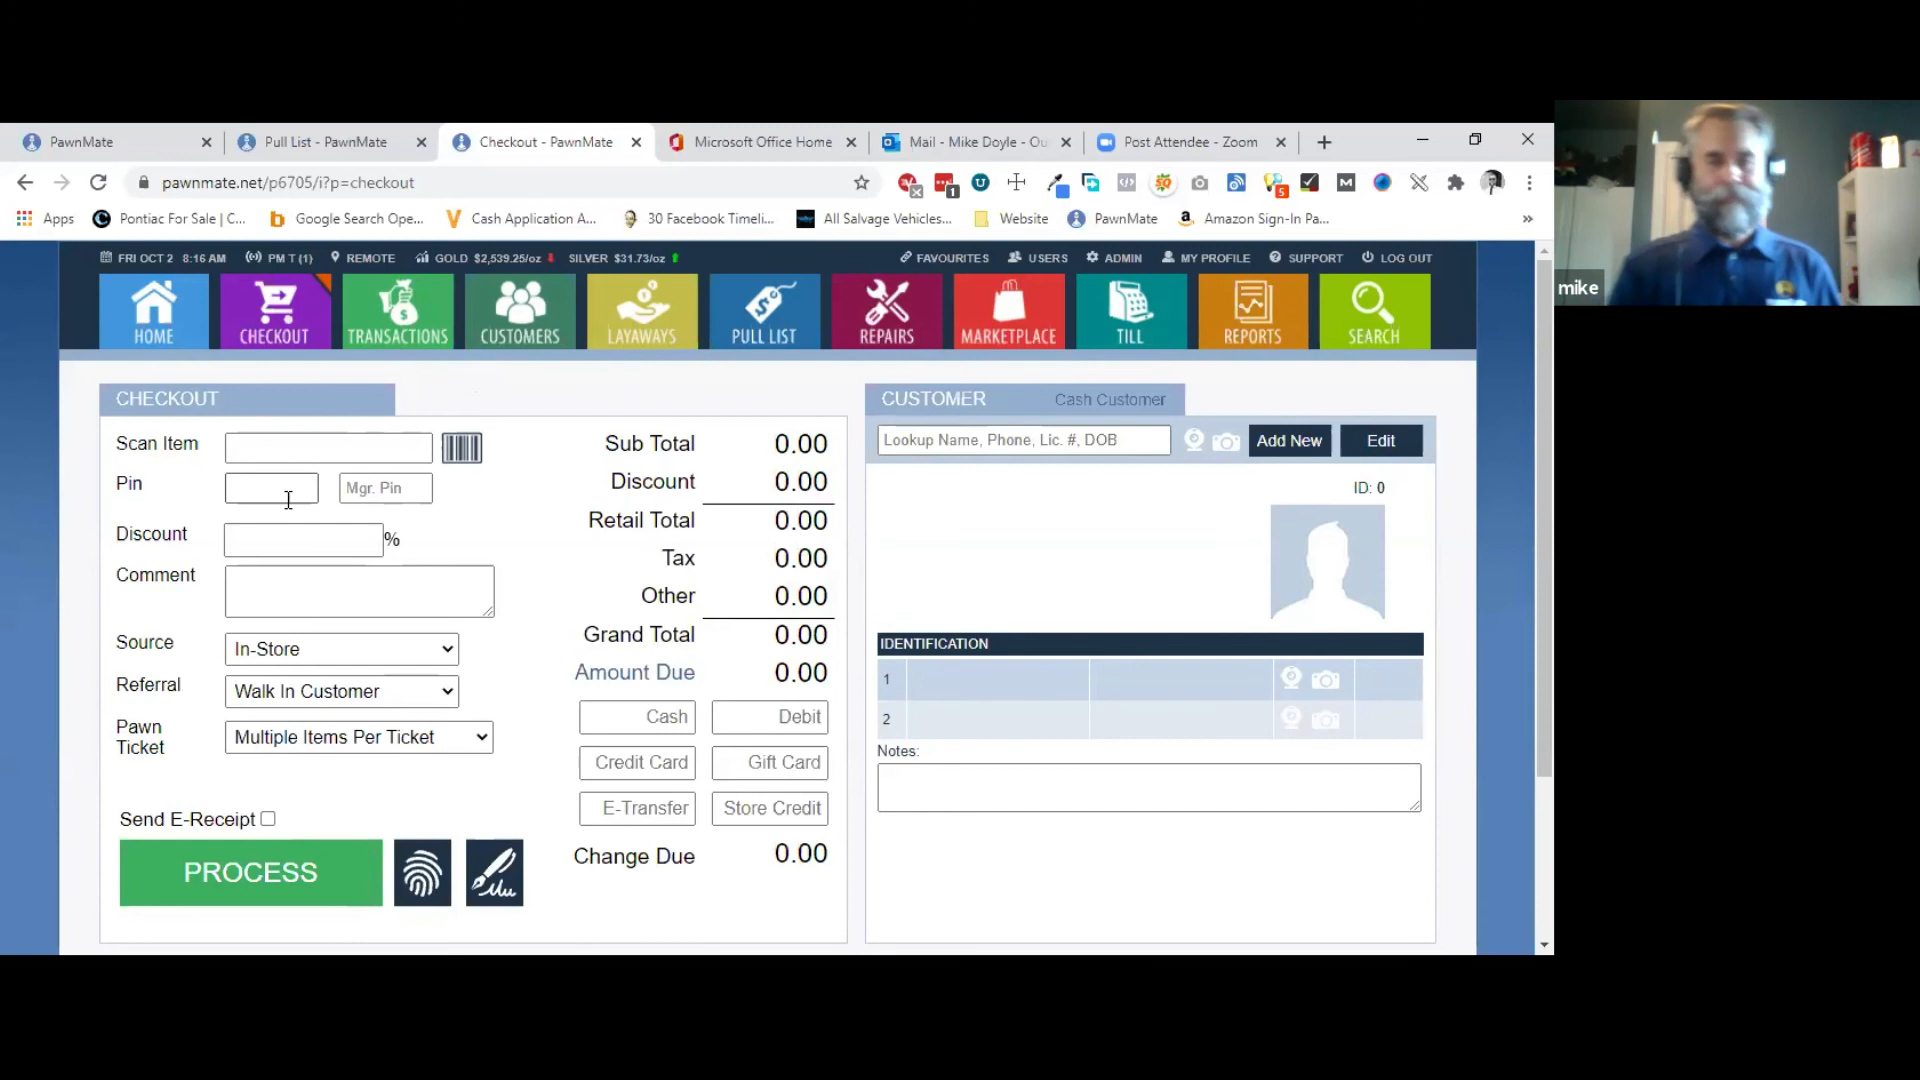 PawnMate
Pull List - PawnMate
Checkout - PawnMate
Microsoft Office Home
Mail - Mike Doyle - Ou
Post Attendee - Zoom
pawnmate.net/p6705/i?p=checkout
1
5
Apps
Pontiac For Sale | C...
Google Search Ope...
Cash Application A...
30 Facebook Timeli...
All Salvage Vehicles...
Website
PawnMate
Amazon Sign-In Pa...
»
mike
FRI OCT 2 8:16 AM
PM T (1)
REMOTE
GOLD $2,539.25/oz
SILVER $31.73/oz
FAVOURITES
USERS
ADMIN
MY PROFILE
SUPPORT
LOG OUT
HOME
CHECKOUT
TRANSACTIONS
CUSTOMERS
LAYAWAYS
PULL LIST
REPAIRS
MARKETPLACE
TILL
REPORTS
SEARCH
CHECKOUT
Scan Item
Pin
Mgr. Pin
Discount
%
Comment
Source
In-Store
Referral
Walk In Customer
Pawn
Ticket
Multiple Items Per Ticket
Send E-Receipt
PROCESS
Sub Total 0.00
Discount 0.00
Retail Total 0.00
Tax 0.00
Other 0.00
Grand Total 0.00
Amount Due 0.00
Cash
Debit
Credit Card
Gift Card
E-Transfer
Store Credit
Change Due 0.00
CUSTOMER
Cash Customer
Lookup Name, Phone, Lic. #, DOB
Add New
Edit
ID: 0
IDENTIFICATION
1
2
Notes: